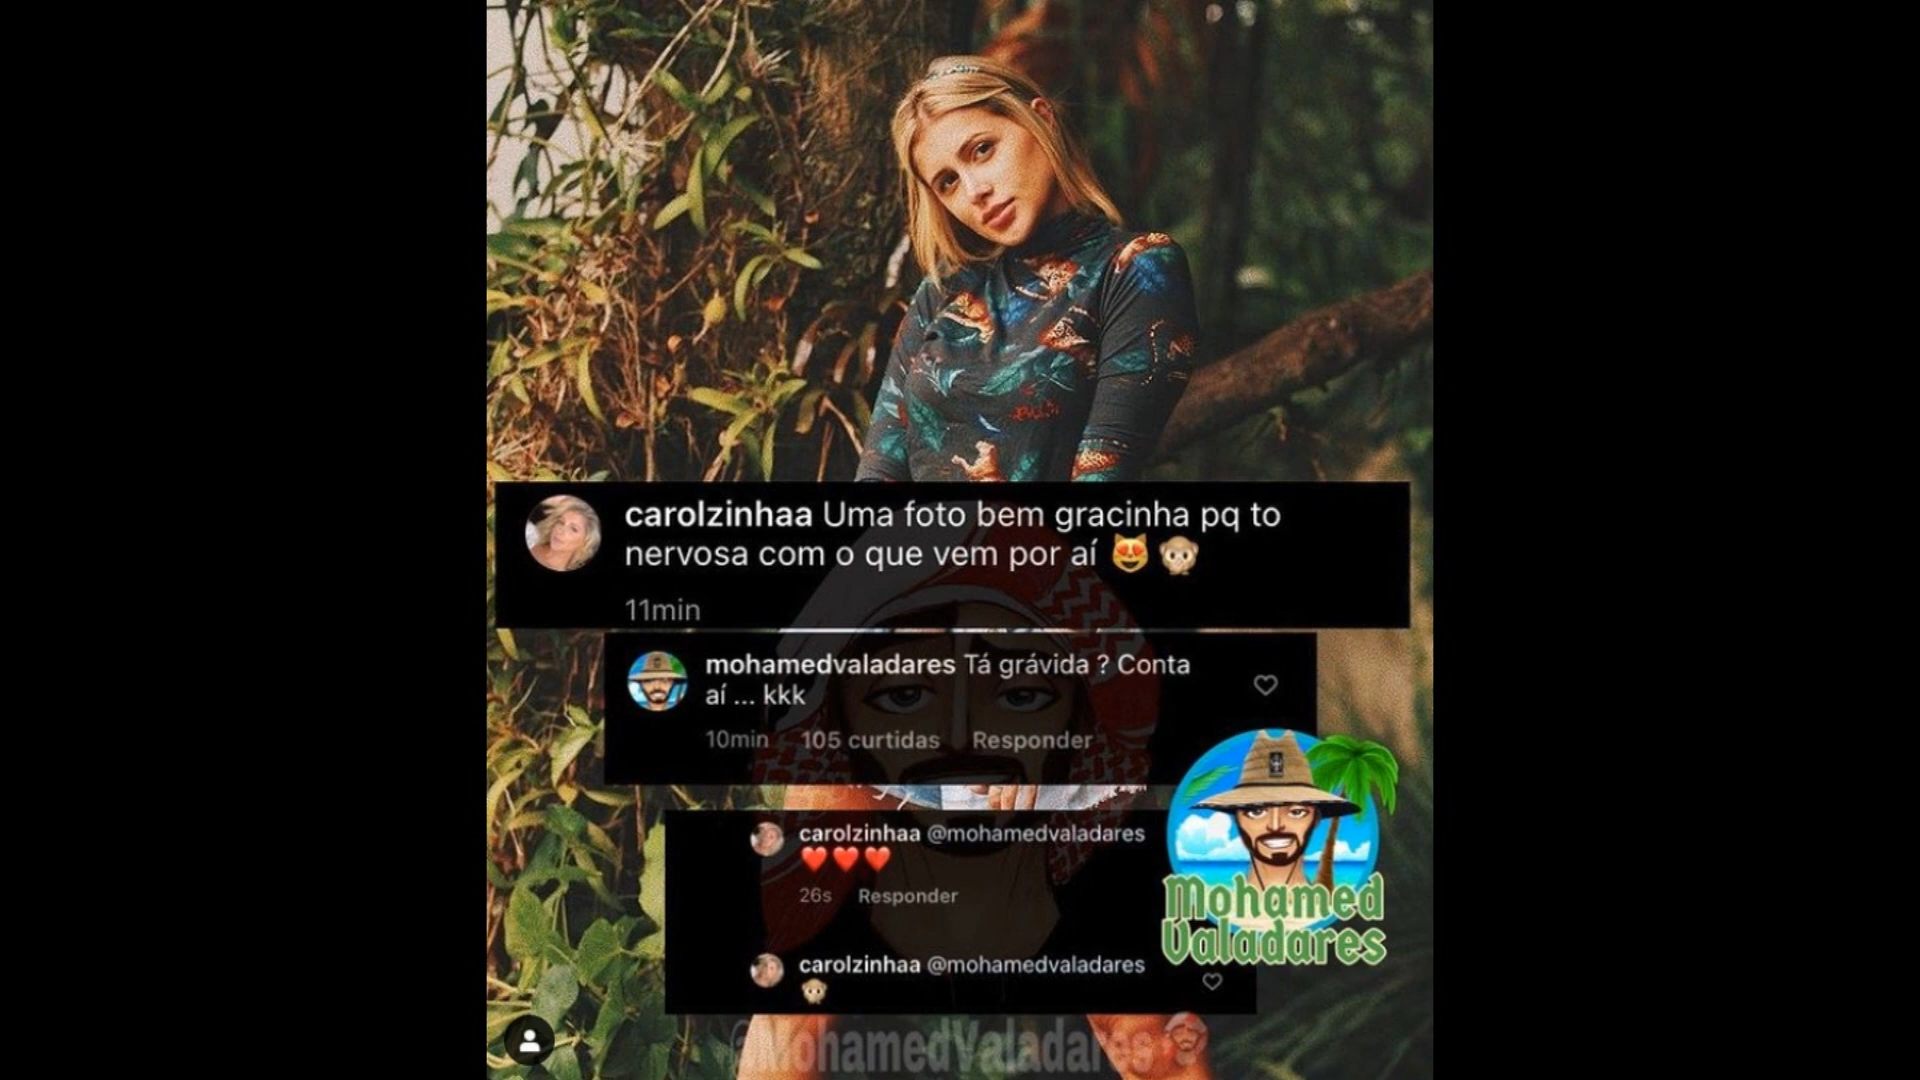 carolzinhaa Uma foto bem gracinha pq to
nervosa com o que vem por aí 😻 🙊
11min
mohamedvaladares Tá grávida ? Conta
aí ... kkk
10min 105 curtidas Responder
carolzinhaa @mohamedvaladares
❤️❤️❤️
26s Responder
carolzinhaa @mohamedvaladares
🙊
Mohamed
Valadares
@MohamedValadares